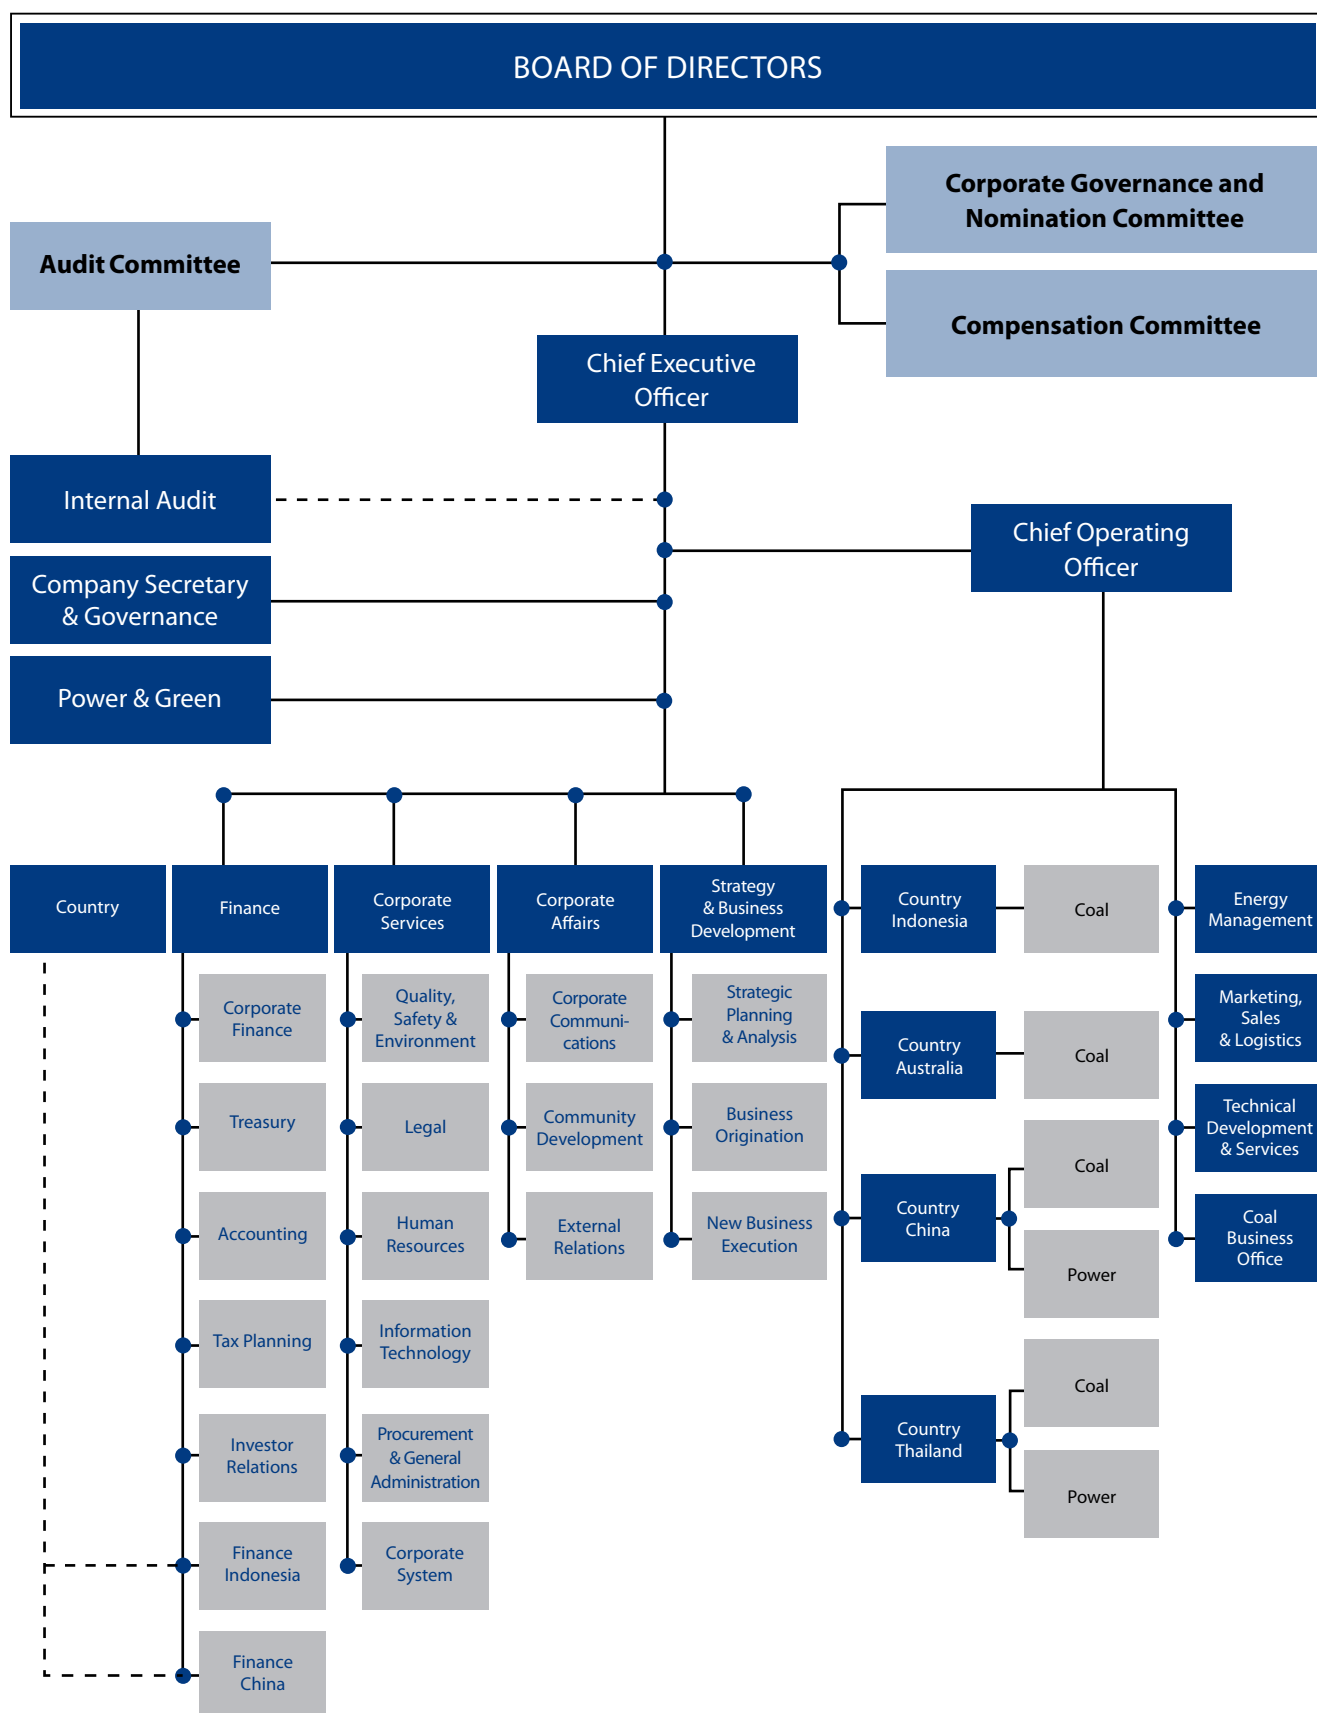 BOARD OF DIRECTORS
Corporate Governance and
Nomination Committee
Audit Committee
Compensation Committee
Chief Executive
Officer
Internal Audit
Chief Operating
Officer
Company Secretary
& Governance
Power & Green
Country
Finance
Corporate
Services
Corporate
Affairs
Strategy
& Business
Development
Country
Indonesia
Coal
Energy
Management
Corporate
Finance
Quality,
Safety &
Environment
Corporate
Communi-
cations
Strategic
Planning
& Analysis
Country
Australia
Coal
Marketing,
Sales
& Logistics
Treasury
Legal
Community
Development
Business
Origination
Coal
Technical
Development
& Services
Accounting
Human
Resources
External
Relations
New Business
Execution
Country
China
Power
Coal
Business
Office
Tax Planning
Information
Technology
Coal
Investor
Relations
Procurement
& General
Administration
Country
Thailand
Power
Finance
Indonesia
Corporate
System
Finance
China